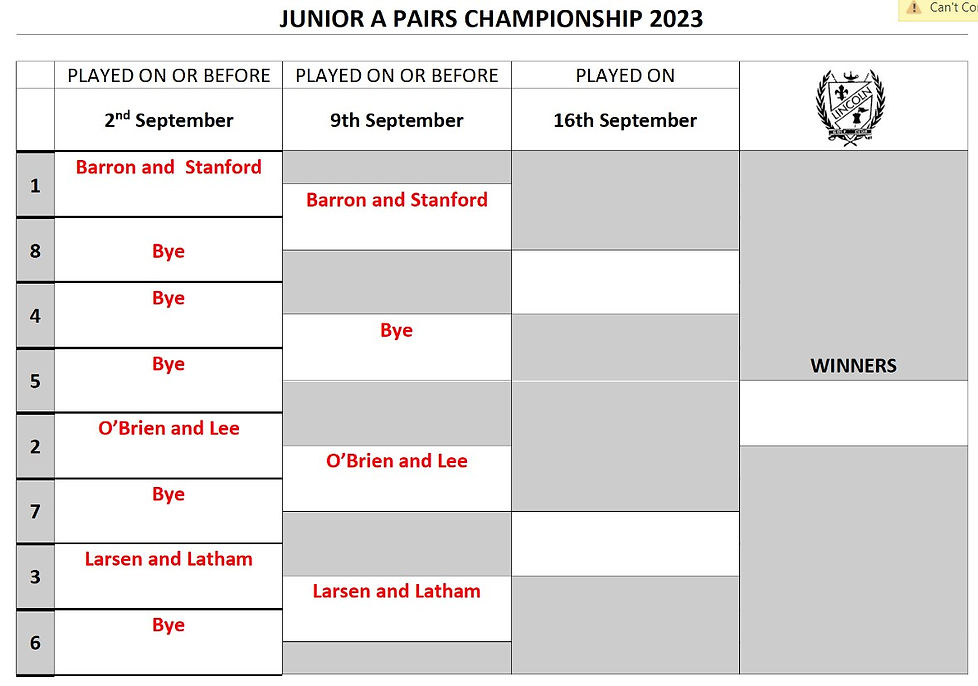 Can't Co
JUNIOR A PAIRS CHAMPIONSHIP 2023
PLAYED ON OR BEFORE PLAYED ON OR BEFORE PLAYED ON
2nd September 9th September 16th September
LINCOLN
GOLF CLUB
1 Barron and Stanford
Barron and Stanford
8 Bye
4 Bye
Bye
5 Bye
WINNERS
2 O’Brien and Lee
O’Brien and Lee
7 Bye
3 Larsen and Latham
Larsen and Latham
6 Bye